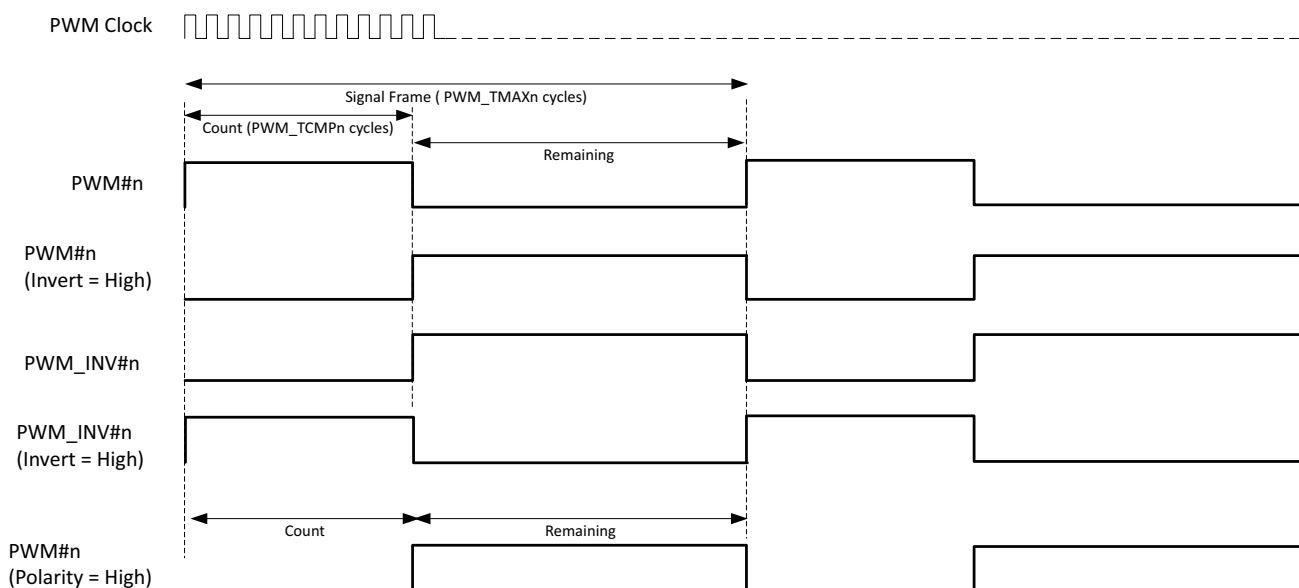 PWM Clock
Signal Frame ( PWM_TMAXn cycles)
Count (PWM_TCMPn cycles)
Remaining
PWM#n
PWM#n
(Invert = High)
PWM_INV#n
PWM_INV#n
(Invert = High)
Count
Remaining
PWM#n
(Polarity = High)